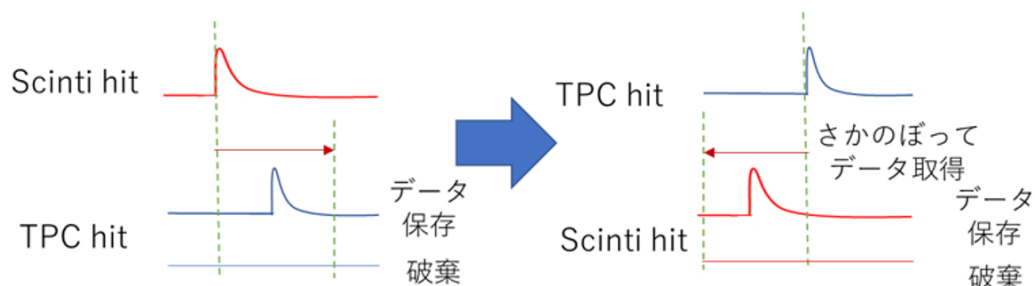 Scinti hit
TPC hit
データ
保存
破棄
TPC hit
さかのぼって
データ取得
Scinti hit
データ
保存
破棄